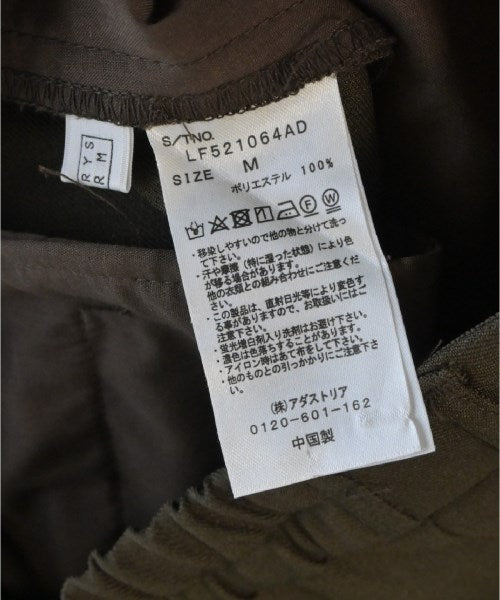 S/TNO.
LF521064AD
SIZE M
ポリエステル 100%
・移染しやすいので他の物と分けて洗っ
て下さい。
・汗や摩擦（特に湿った状態）により色
が移る場合があります。
他の衣類との組み合わせにご注意くだ
さい。
・この製品は、直射日光等により変色す
る事がありますので、お取扱いにはご
注意下さい。
・蛍光増白剤入り洗剤はお避け下さい。
・濃色は色落ちすることがあります。
・アイロン時はあて布をして下さい。
・他のものとの引っかかりにご注意下さ
い。
(株)アダストリア
0120-601-162
中国製
RYS
RM